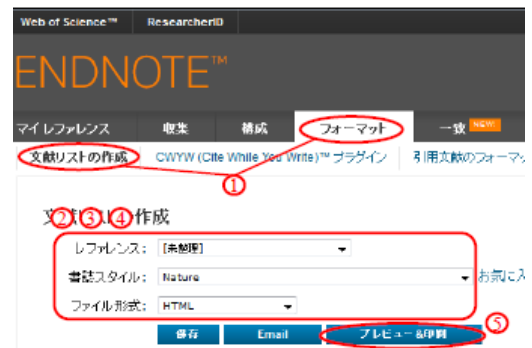 Web of Science™ ResearcherID
ENDNOTE™
マイレファレンス 収集 構成 フォーマット 一致 NEW!
文献リストの作成 CWYW (Cite While You Write)™ プラグイン 引用文献のフォーマッ
①
②③④作成
レファレンス: [未整理]
書誌スタイル: Nature お気に入
ファイル形式: HTML
保存 Email プレビュー&印刷 ⑤